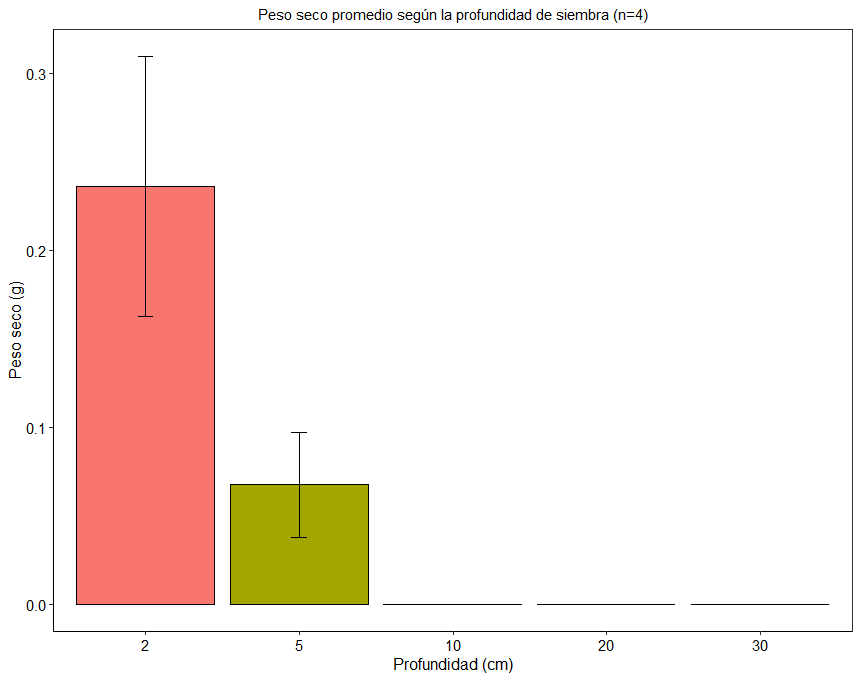 Peso seco promedio según la profundidad de siembra (n=4)
Peso seco (g)
0.3
0.2
0.1
0.0
2 5 10 20 30
Profundidad (cm)